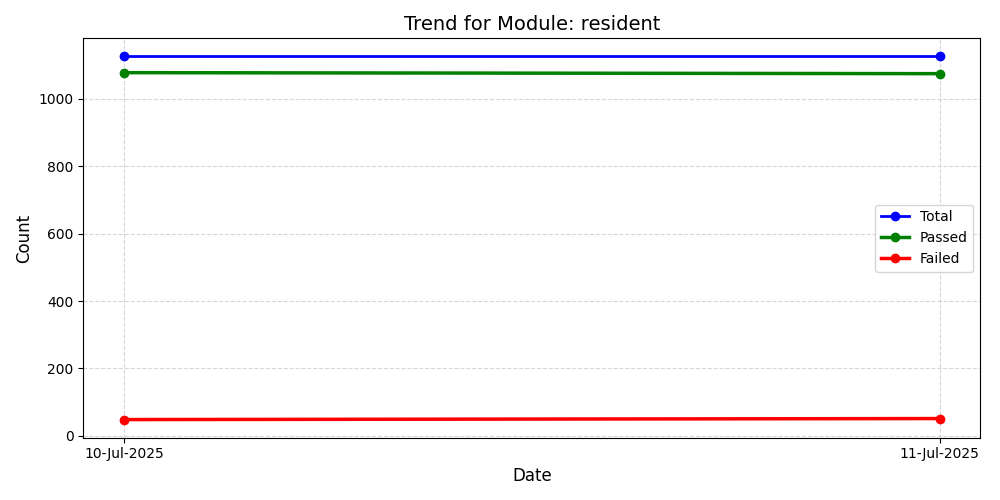 Trend for Module: resident
1000
800
600
400
200
0
Count
Total
Passed
Failed
10-Jul-2025
11-Jul-2025
Date